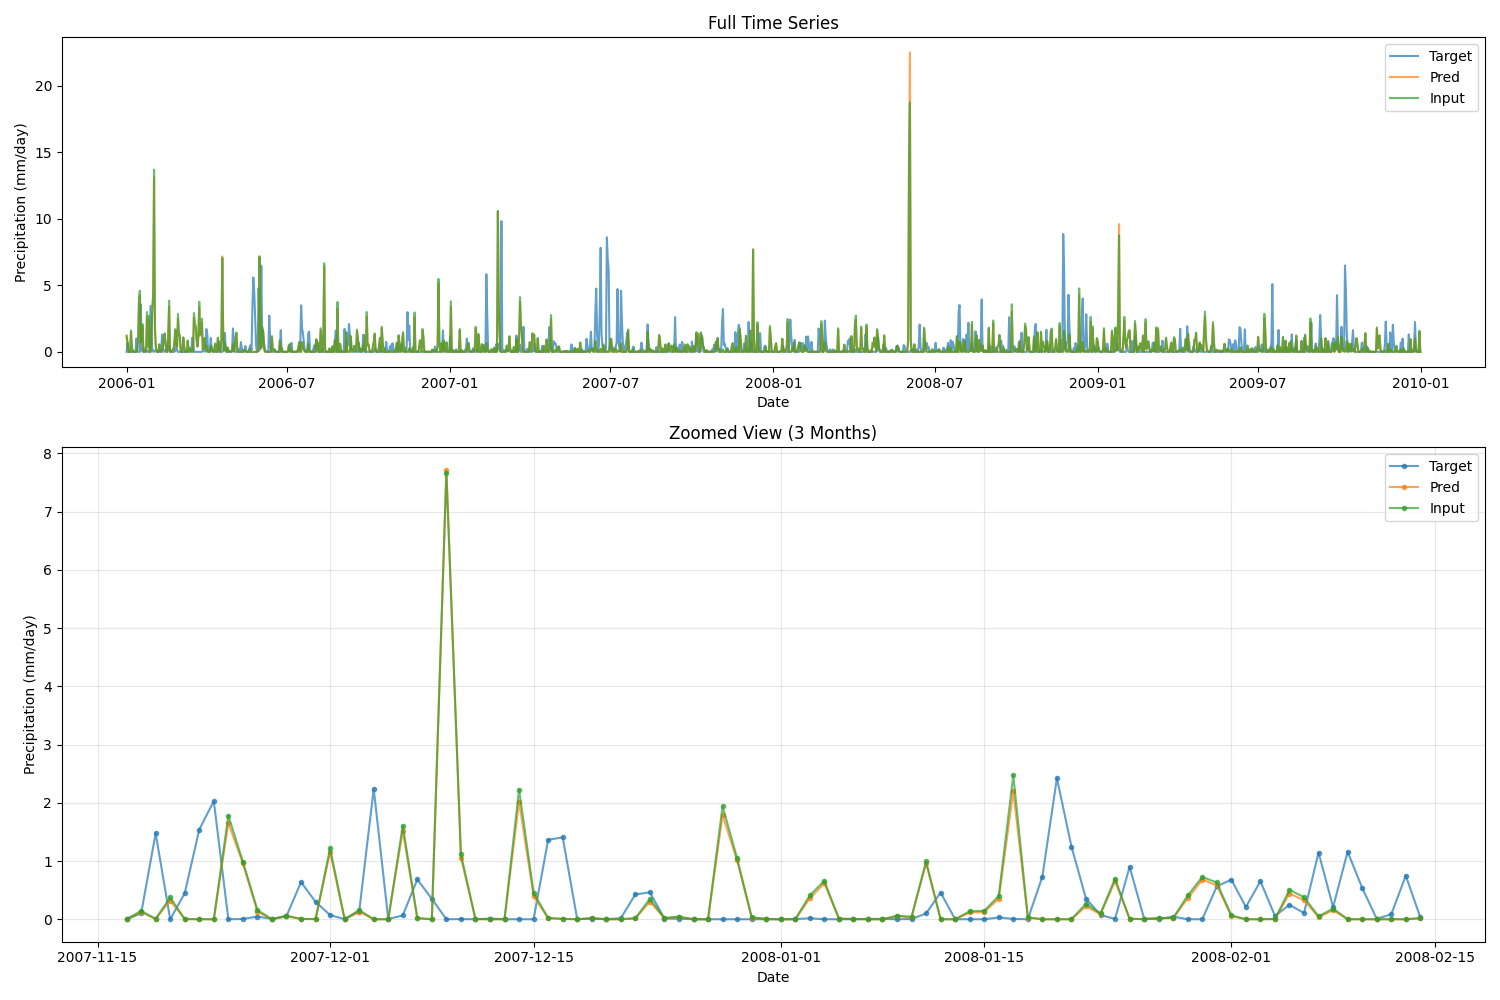 Full Time Series
Precipitation (mm/day)
20
15
10
5
0
Target
Pred
Input
2006-01 2006-07 2007-01 2007-07 2008-01 2008-07 2009-01 2009-07 2010-01
Date
Zoomed View (3 Months)
Precipitation (mm/day)
8
7
6
5
4
3
2
1
0
Target
Pred
Input
2007-11-15 2007-12-01 2007-12-15 2008-01-01 2008-01-15 2008-02-01 2008-02-15
Date